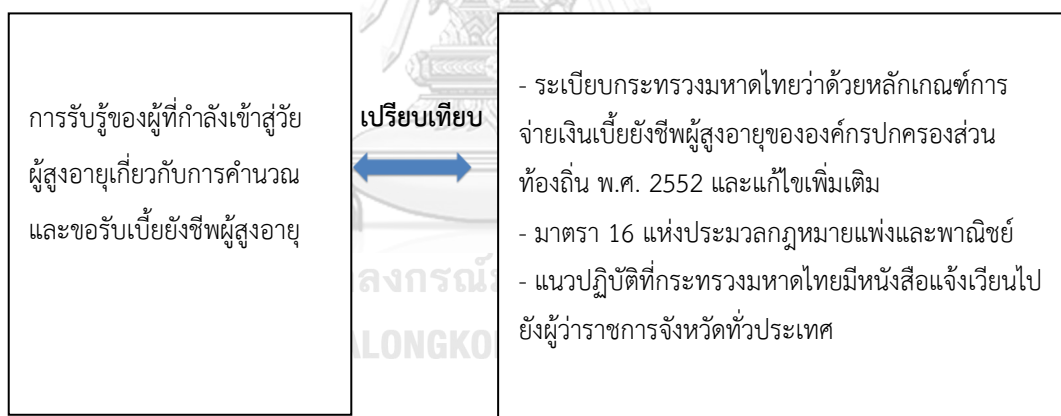 การรับรู้ของผู้ที่กำลังเข้าสู่วัย
ผู้สูงอายุเกี่ยวกับการคำนวณ
และขอรับเบี้ยยังชีพผู้สูงอายุ
เปรียบเทียบ
- ระเบียบกระทรวงมหาดไทยว่าด้วยหลักเกณฑ์การ
จ่ายเงินเบี้ยยังชีพผู้สูงอายุขององค์กรปกครองส่วน
ท้องถิ่น พ.ศ. 2552 และแก้ไขเพิ่มเติม
- มาตรา 16 แห่งประมวลกฎหมายแพ่งและพาณิชย์
- แนวปฏิบัติที่กระทรวงมหาดไทยมีหนังสือแจ้งเวียนไป
ยังผู้ว่าราชการจังหวัดทั่วประเทศ